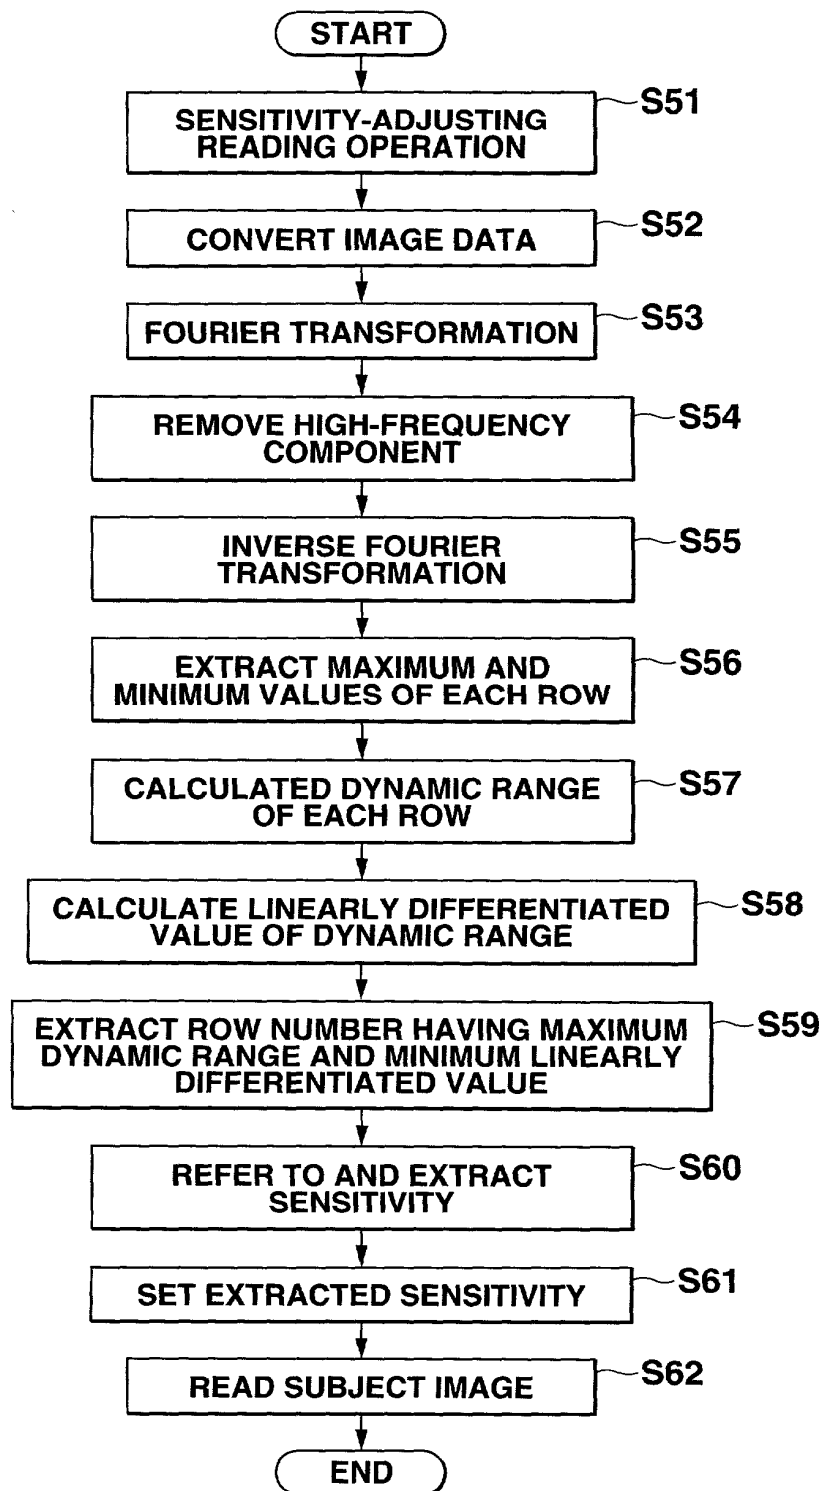 START
SENSITIVITY-ADJUSTING
READING OPERATION
S51
CONVERT IMAGE DATA
S52
FOURIER TRANSFORMATION
S53
REMOVE HIGH-FREQUENCY
COMPONENT
S54
INVERSE FOURIER
TRANSFORMATION
S55
EXTRACT MAXIMUM AND
MINIMUM VALUES OF EACH ROW
S56
CALCULATED DYNAMIC RANGE
OF EACH ROW
S57
CALCULATE LINEARLY DIFFERENTIATED
VALUE OF DYNAMIC RANGE
S58
EXTRACT ROW NUMBER HAVING MAXIMUM
DYNAMIC RANGE AND MINIMUM LINEARLY
DIFFERENTIATED VALUE
S59
REFER TO AND EXTRACT
SENSITIVITY
S60
SET EXTRACTED SENSITIVITY
S61
READ SUBJECT IMAGE
S62
END